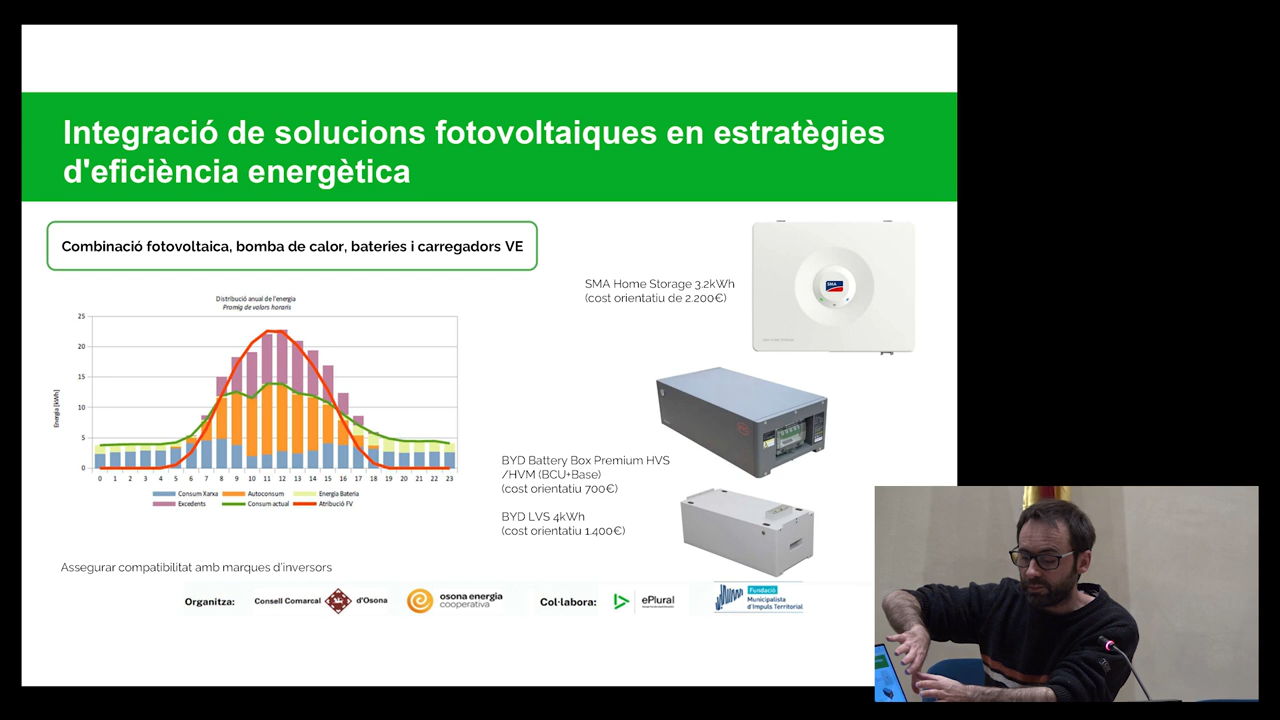 Integració de solucions fotovoltaiques en estratègies
d'eficiència energètica
Combinació fotovoltaica, bomba de calor, bateries i carregadors VE
SMA Home Storage 3.2kWh
(cost orientatiu de 2.200€)
SMA
Distribució anual de l'energia
Promig de valors horaris
Energia [kWh]
25
20
15
10
5
0
0 1 2 3 4 5 6 7 8 9 10 11 12 13 14 15 16 17 18 19 20 21 22 23
Consum Xarxa Autoconsum Energia Bateria
Excedents Consum actual Atribució FV
BYD Battery Box Premium HVS
/HVM (BCU+Base)
(cost orientatiu 700€)
BYD LVS 4kWh
(cost orientatiu 1.400€)
Assegurar compatibilitat amb marques d'inversors
Organitza:
Consell Comarcal d'Osona
osona energia
cooperativa
Col·labora:
ePlural
Fundació
Municipalista
d'Impuls Territorial